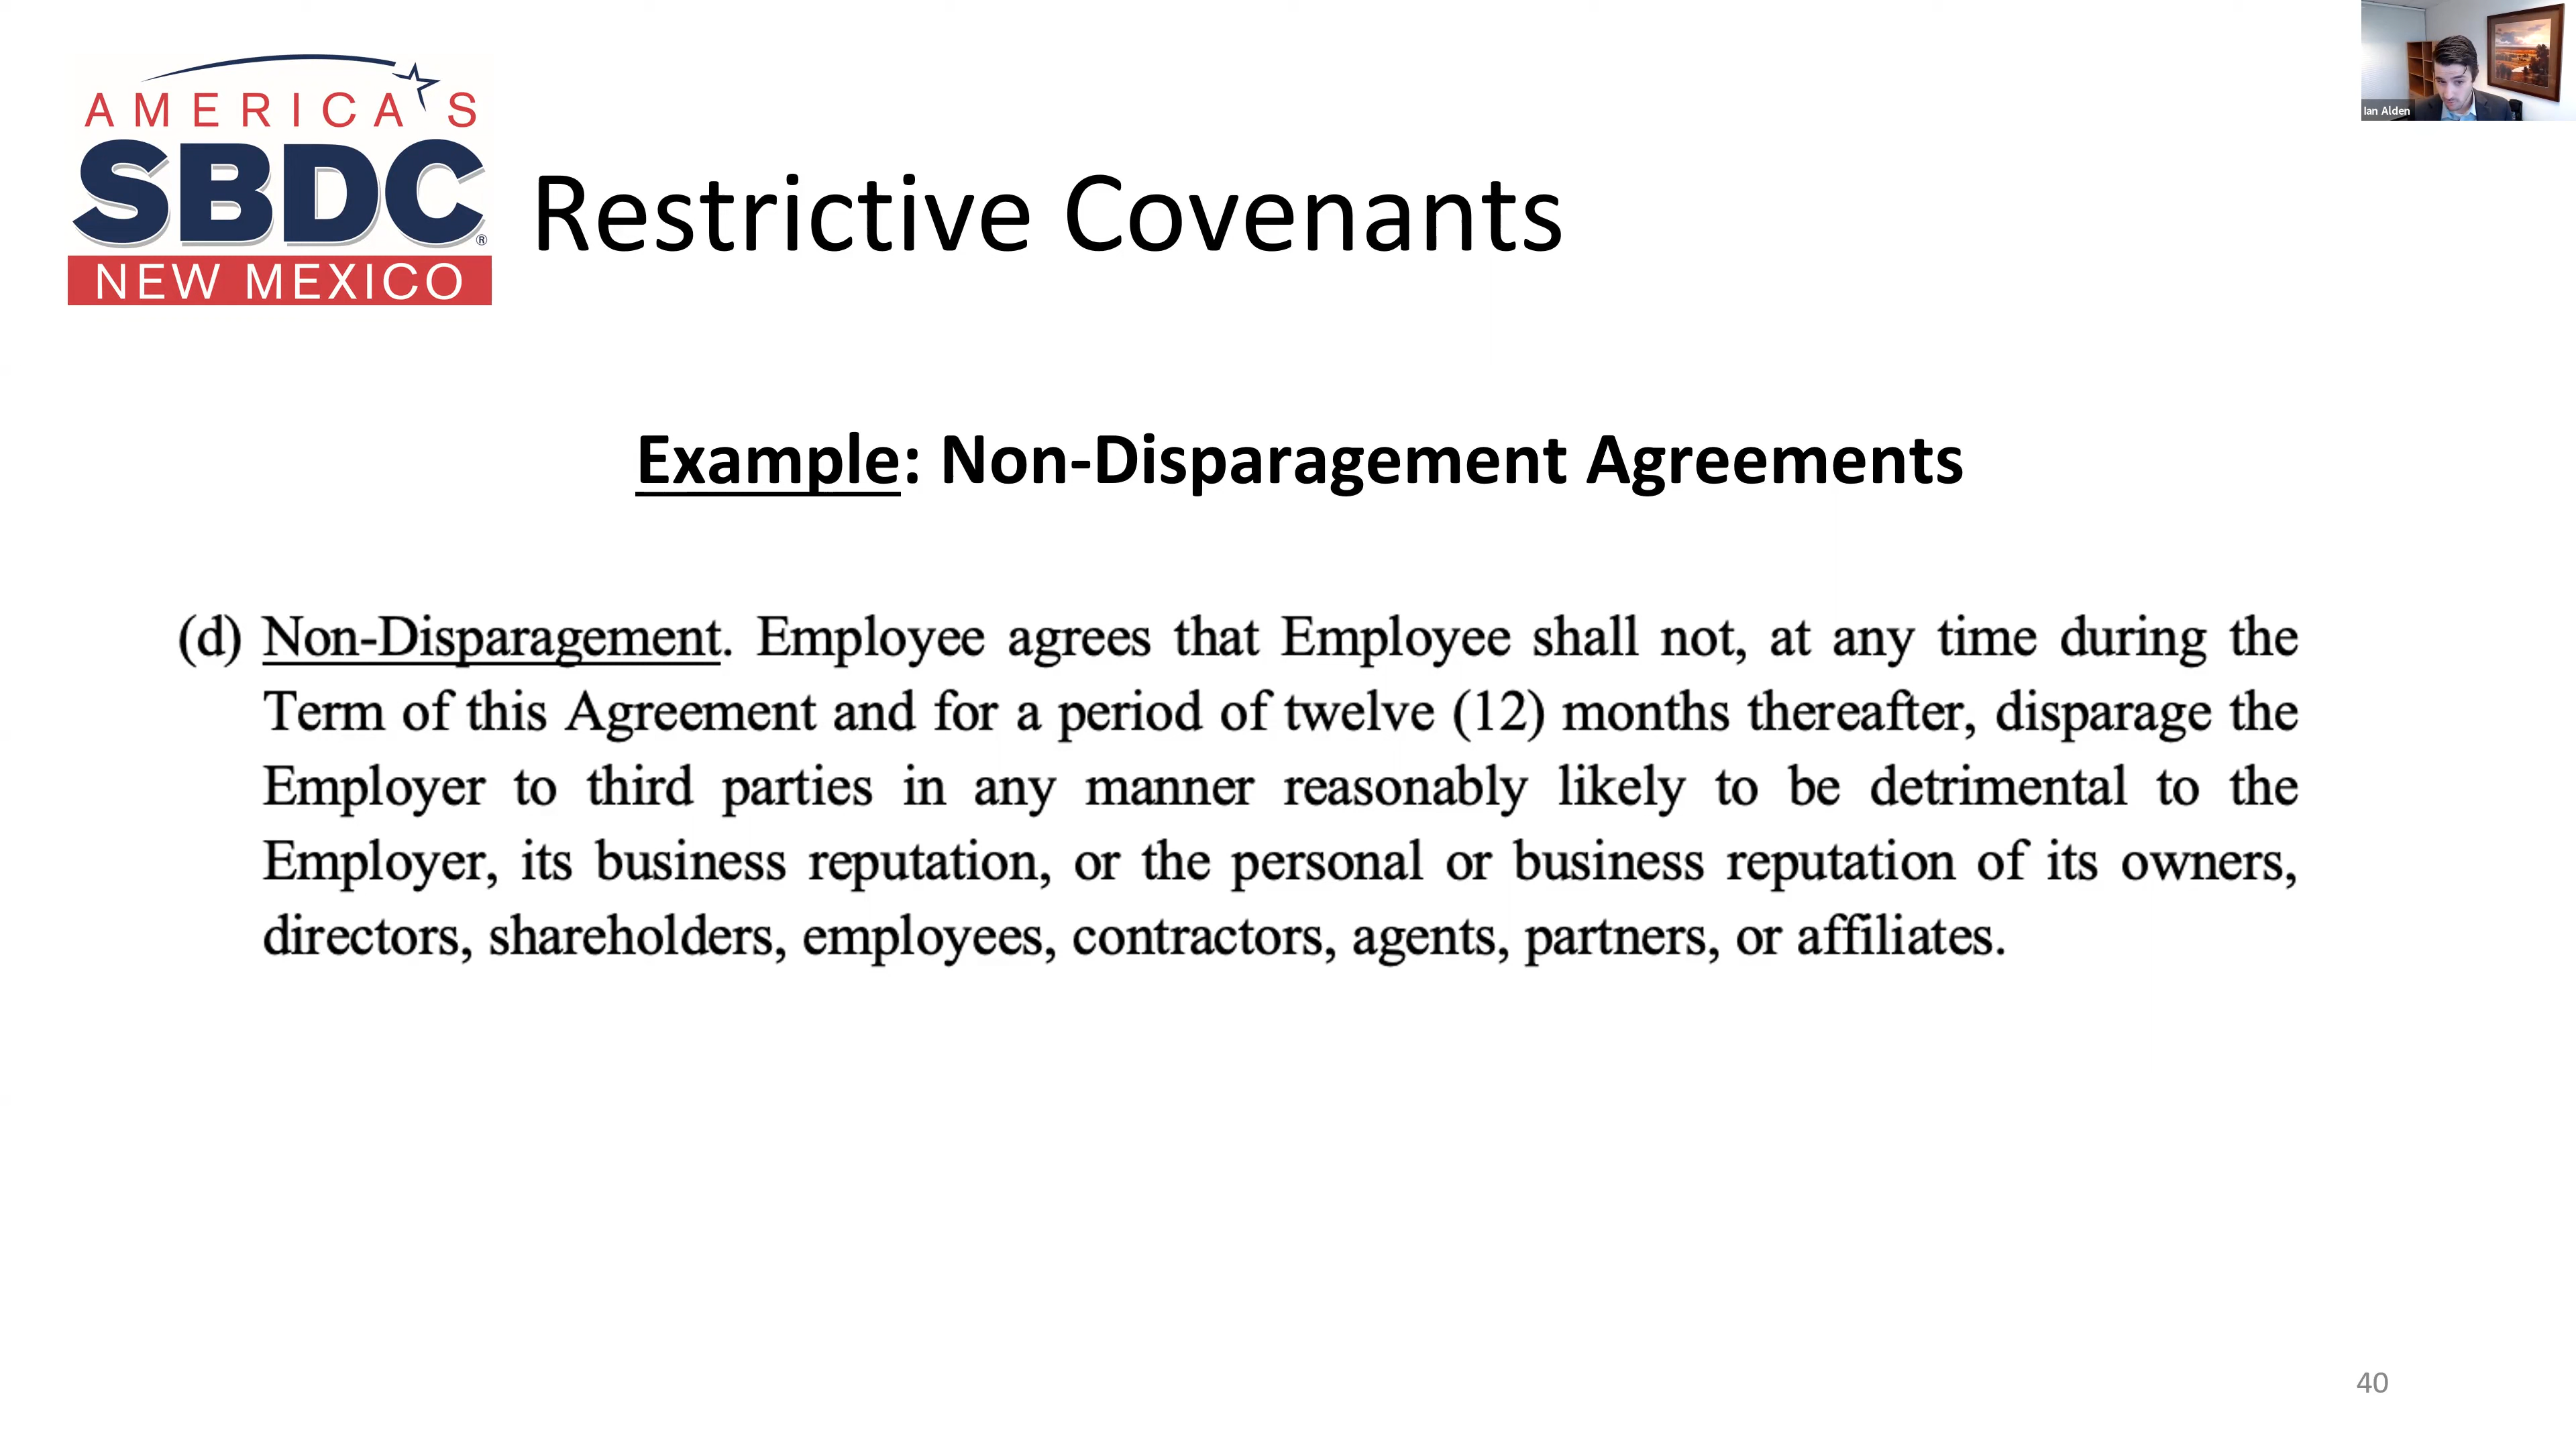 AMERICA'S
SBDC®
NEW MEXICO
Ian Alden
Restrictive Covenants
Example: Non-Disparagement Agreements
(d) Non-Disparagement. Employee agrees that Employee shall not, at any time during the
Term of this Agreement and for a period of twelve (12) months thereafter, disparage the
Employer to third parties in any manner reasonably likely to be detrimental to the
Employer, its business reputation, or the personal or business reputation of its owners,
directors, shareholders, employees, contractors, agents, partners, or affiliates.
40